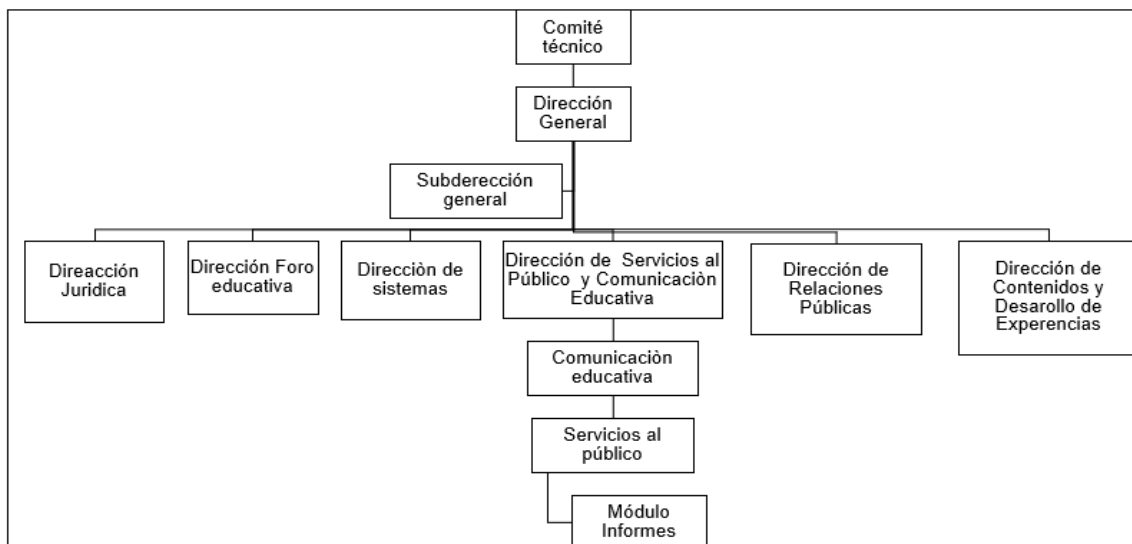 Comité
técnico
Dirección
General
Subderección
general
Direacción
Juridica
Dirección Foro
educativa
Direcciòn de
sistemas
Dirección de Servicios al
Público y Comunicaciòn
Educativa
Dirección de
Relaciones
Públicas
Dirección de
Contenidos y
Desarollo de
Experencias
Comunicaciòn
educativa
Servicios al
público
Módulo
Informes